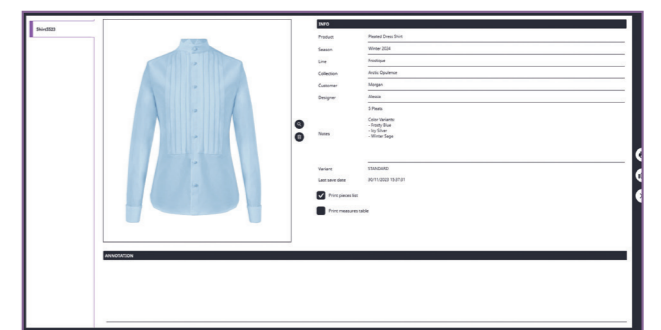 Shirt2023
INFO
Product Pleated Dress Shirt
Season Winter 2024
Line Frostique
Collection Arctic Opulence
Customer Morgan
Designer Alessia
Notes
5 Pleats
Color Variants:
- Frosty Blue
- Icy Silver
- Winter Sage
Variant STANDARD
Last save date 30/11/2023 15:07:01
Print pieces list
Print measures table
ANNOTATION